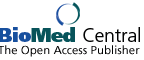 BioMed Central
The Open Access Publisher